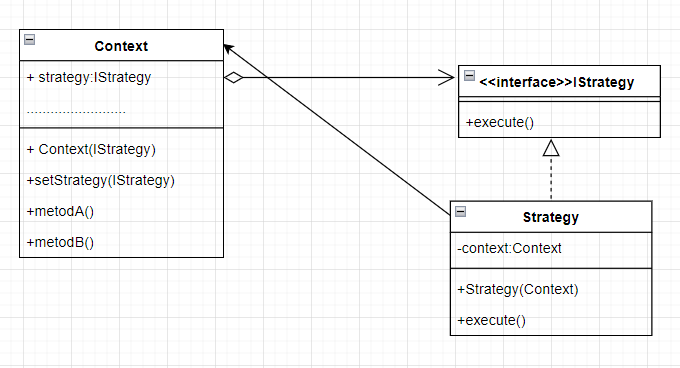 Context
+ strategy:IStrategy
.........................
+ Context(IStrategy)
+setStrategy(IStrategy)
+metodA()
+metodB()
<<interface>>IStrategy
+execute()
Strategy
-context:Context
+Strategy(Context)
+execute()